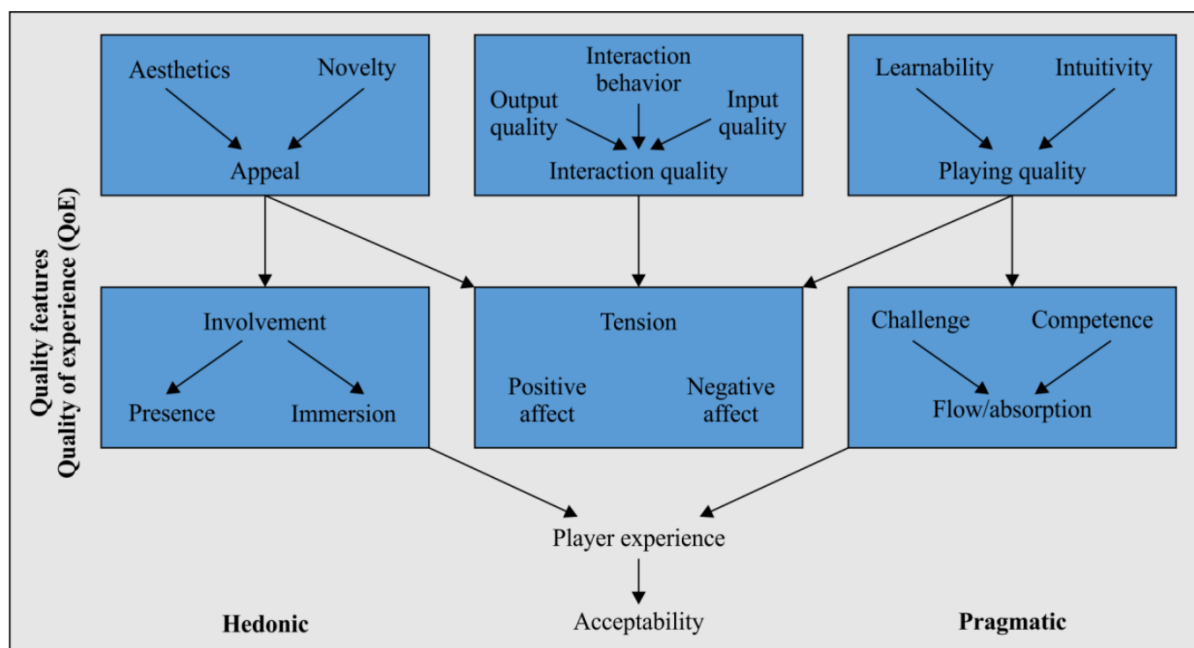 Quality features
Quality of experience (QoE)
Aesthetics
Novelty
Appeal
Interaction
behavior
Output
quality
Input
quality
Interaction quality
Learnability
Intuitivity
Playing quality
Involvement
Presence
Immersion
Tension
Positive
affect
Negative
affect
Challenge
Competence
Flow/absorption
Player experience
Hedonic
Acceptability
Pragmatic